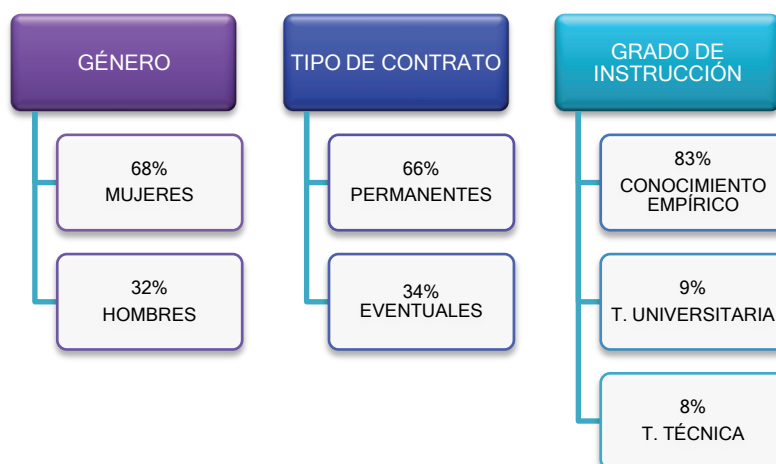 GÉNERO
68%
MUJERES
32%
HOMBRES
TIPO DE CONTRATO
66%
PERMANENTES
34%
EVENTUALES
GRADO DE
INSTRUCCIÓN
83%
CONOCIMIENTO
EMPÍRICO
9%
T. UNIVERSITARIA
8%
T. TÉCNICA